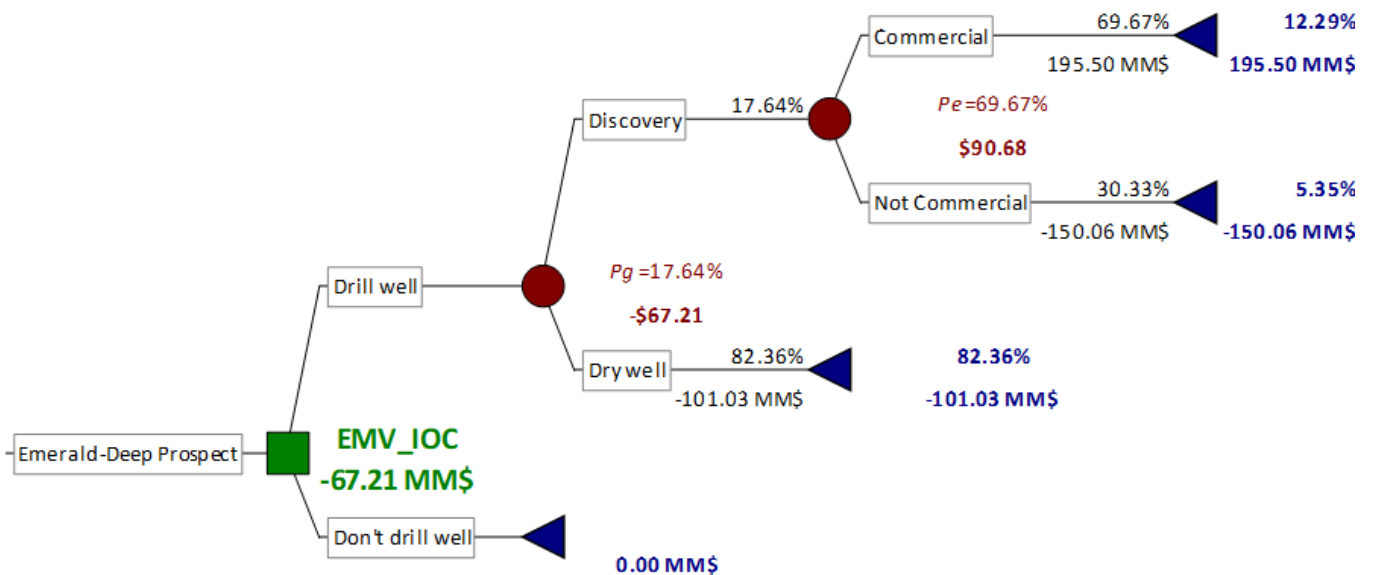 69.67%
12.29%
Commercial
195.50 MM$
195.50 MM$
Discovery
17.64%
Pe=69.67%
$90.68
30.33%
5.35%
Not Commercial
-150.06 MM$
-150.06 MM$
Drill well
Pg =17.64%
-$67.21
82.36%
82.36%
Dry well
-101.03 MM$
-101.03 MM$
EMV_IOC
Emerald-Deep Prospect
-67.21 MM$
Don't drill well
0.00 MM$